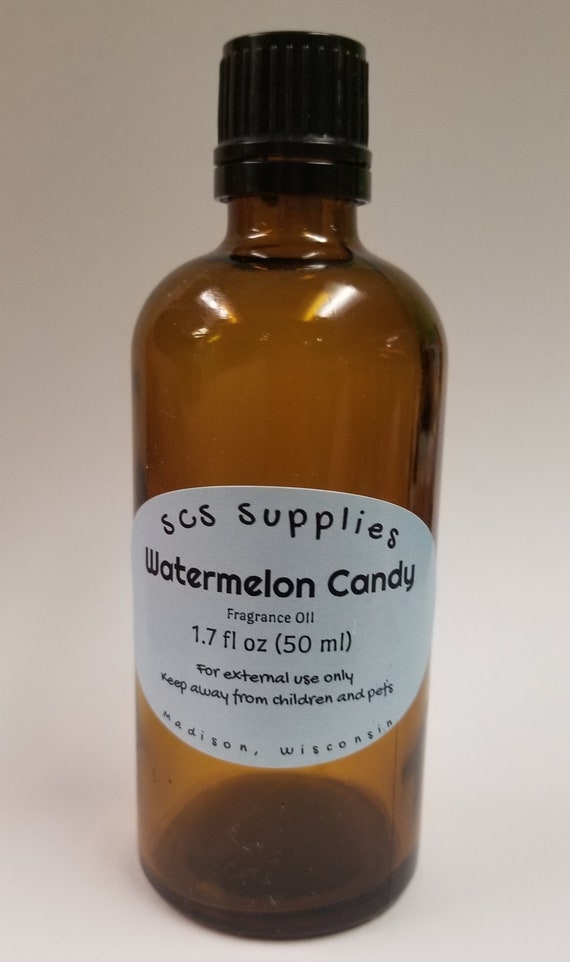 SCS Supplies
Watermelon Candy
Fragrance OIl
1.7 fl oz (50 ml)
For external use only
Keep away from children and pets
Madison, Wisconsin